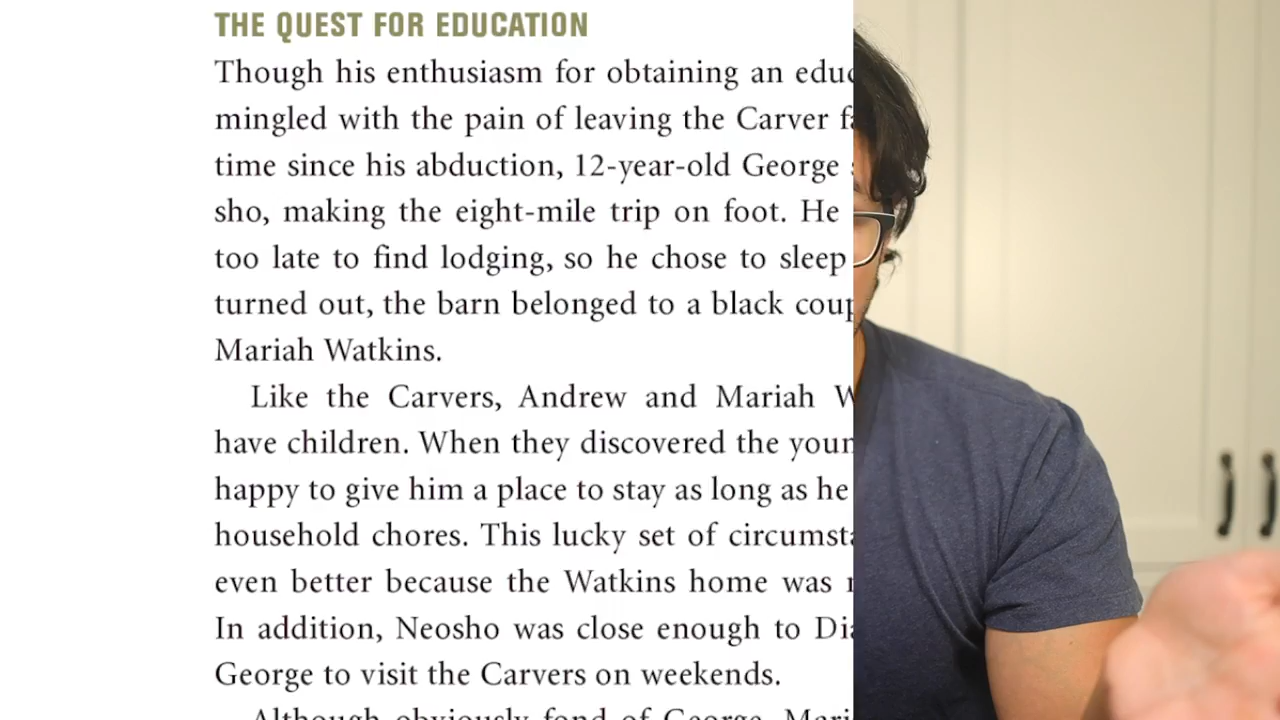 THE QUEST FOR EDUCATION
Though his enthusiasm for obtaining an
mingled with the pain of leaving the Carver
time since his abduction, 12-year-old George
sho, making the eight-mile trip on foot. He
too late to find lodging, so he chose to sleep
turned out, the barn belonged to a black
Mariah Watkins.
Like the Carvers, Andrew and Mariah
have children. When they discovered the
happy to give him a place to stay as long as he
household chores. This lucky set of
even better because the Watkins home was
In addition, Neosho was close enough to
George to visit the Carvers on weekends.
Although obviously fond of George,